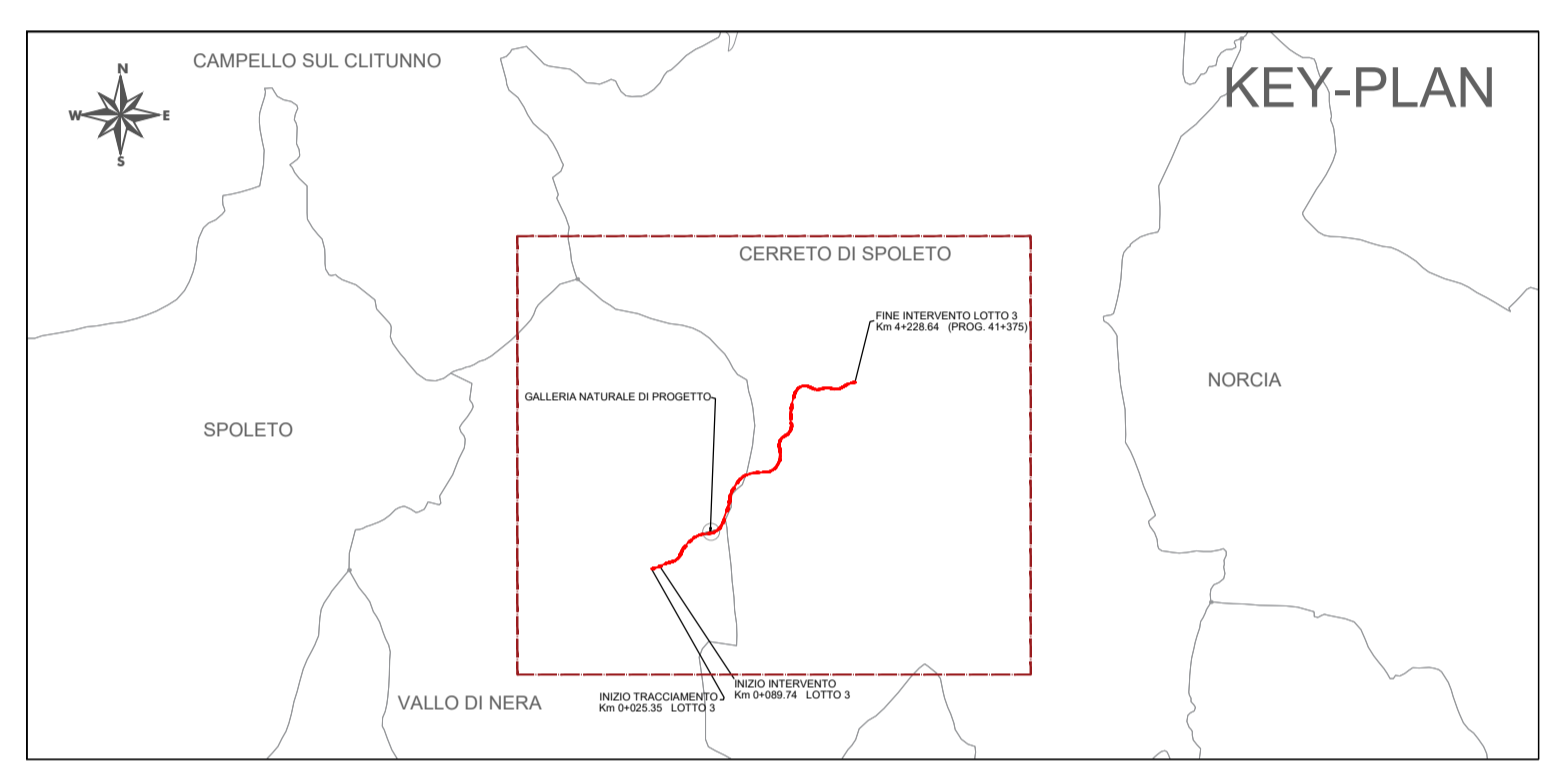 CAMPELLO SUL CLITUNNO
KEY-PLAN
N
W E
S
CERRETO DI SPOLETO
FINE INTERVENTO LOTTO 3
Km 4+228.64 (PROG. 41+375)
NORCIA
GALLERIA NATURALE DI PROGETTO
SPOLETO
VALLO DI NERA
INIZIO TRACCIAMENTO
Km 0+025.35 LOTTO 3
INIZIO INTERVENTO
Km 0+089.74 LOTTO 3